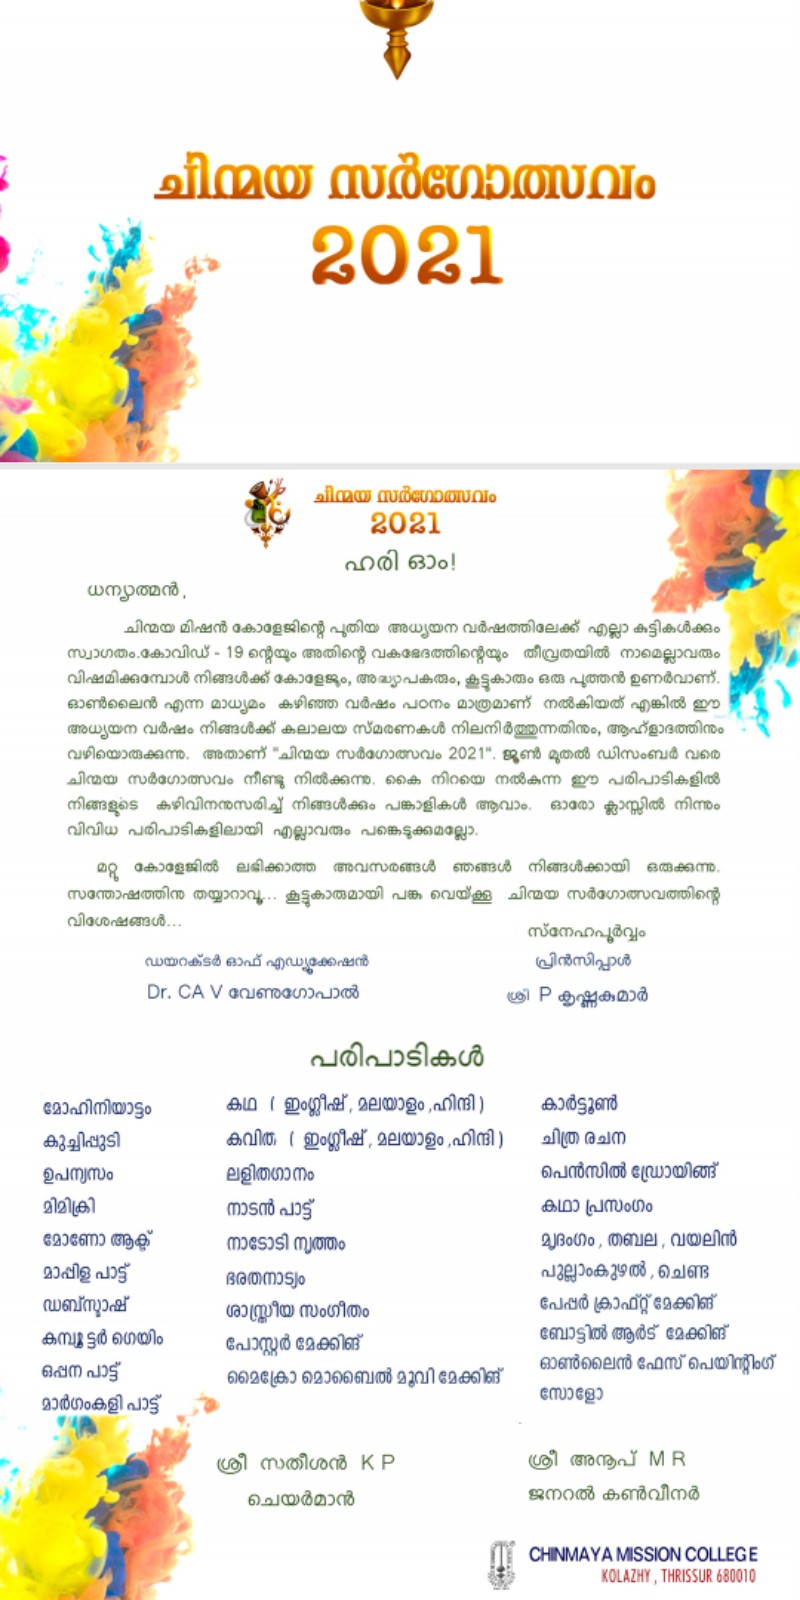 ചിന്മയ സർഗോത്സവം
2021
ചിന്മയ സർഗോത്സവം
2021
ഹരി ഓം!
ധന്യാത്മൻ,
ചിന്മയ മിഷൻ കോളേജിന്റെ പുതിയ അധ്യയന വർഷത്തിലേക്ക് എല്ലാ കുട്ടികൾക്കും
സ്വാഗതം.കോവിഡ് - 19 ന്റെയും അതിന്റെ വകഭേദത്തിന്റെയും തീവ്രതയിൽ നാമെല്ലാവരും
വിഷമിക്കുമ്പോൾ നിങ്ങൾക്ക് കോളേജും, അദ്ധ്യാപകരും, കൂട്ടുകാരും ഒരു പുത്തൻ ഉണർവാണ്.
ഓൺലൈൻ എന്ന മാധ്യമം കഴിഞ്ഞ വർഷം പഠനം മാത്രമാണ് നൽകിയത് എങ്കിൽ ഈ
അധ്യയന വർഷം നിങ്ങൾക്ക് കലാലയ സ്മരണകൾ നിലനിർത്തുന്നതിനും, ആഹ്ളാദത്തിനും
വഴിയൊരുക്കുന്നു. അതാണ് "ചിന്മയ സർഗോത്സവം 2021". ജൂൺ മുതൽ ഡിസംബർ വരെ
ചിന്മയ സർഗോത്സവം നീണ്ടു നിൽക്കുന്നു. കൈ നിറയെ നൽകുന്ന ഈ പരിപാടികളിൽ
നിങ്ങളുടെ കഴിവിനനുസരിച്ച് നിങ്ങൾക്കും പങ്കാളികൾ ആവാം. ഓരോ ക്ലാസ്സിൽ നിന്നും
വിവിധ പരിപാടികളിലായി എല്ലാവരും പങ്കെടുക്കുമല്ലോ.
മറ്റു കോളേജിൽ ലഭിക്കാത്ത അവസരങ്ങൾ ഞങ്ങൾ നിങ്ങൾക്കായി ഒരുക്കുന്നു.
സന്തോഷത്തിനു തയ്യാറാവൂ... കൂട്ടുകാരുമായി പങ്കു വെയ്ക്കൂ ചിന്മയ സർഗോത്സവത്തിന്റെ
വിശേഷങ്ങൾ...
സ്നേഹപൂർവ്വം
ഡയറക്ടർ ഓഫ് എഡ്യൂക്കേഷൻ
പ്രിൻസിപ്പാൾ
Dr. CA V വേണുഗോപാൽ
ശ്രീ P കൃഷ്ണകുമാർ
പരിപാടികൾ
മോഹിനിയാട്ടം
കുച്ചിപ്പുടി
ഉപന്യസം
മിമിക്രി
മോണോ ആക്ട്
മാപ്പിള പാട്ട്
ഡബ്സ്മാഷ്
കമ്പ്യൂട്ടർ ഗെയിം
ഒപ്പന പാട്ട്
മാർഗംകളി പാട്ട്
കഥ ( ഇംഗ്ലീഷ്, മലയാളം ,ഹിന്ദി )
കവിത ( ഇംഗ്ലീഷ്, മലയാളം ,ഹിന്ദി )
ലളിതഗാനം
നാടൻ പാട്ട്
നാടോടി നൃത്തം
ഭരതനാട്യം
ശാസ്ത്രീയ സംഗീതം
പോസ്റ്റർ മേക്കിങ്
മൈക്രോ മൊബൈൽ മൂവി മേക്കിങ്
കാർട്ടൂൺ
ചിത്ര രചന
പെൻസിൽ ഡ്രോയിങ്ങ്
കഥാ പ്രസംഗം
മൃദംഗം , തബല , വയലിൻ
പുല്ലാംകുഴൽ , ചെണ്ട
പേപ്പർ ക്രാഫ്റ്റ് മേക്കിങ്
ബോട്ടിൽ ആർട് മേക്കിങ്
ഓൺലൈൻ ഫേസ് പെയിന്റിംഗ്
സോളോ
ശ്രീ സതീശൻ K P
ചെയർമാൻ
ശ്രീ അനൂപ് M R
ജനറൽ കൺവീനർ
CHINMAYA MISSION COLLEGE
KOLAZHY , THRISSUR 680010